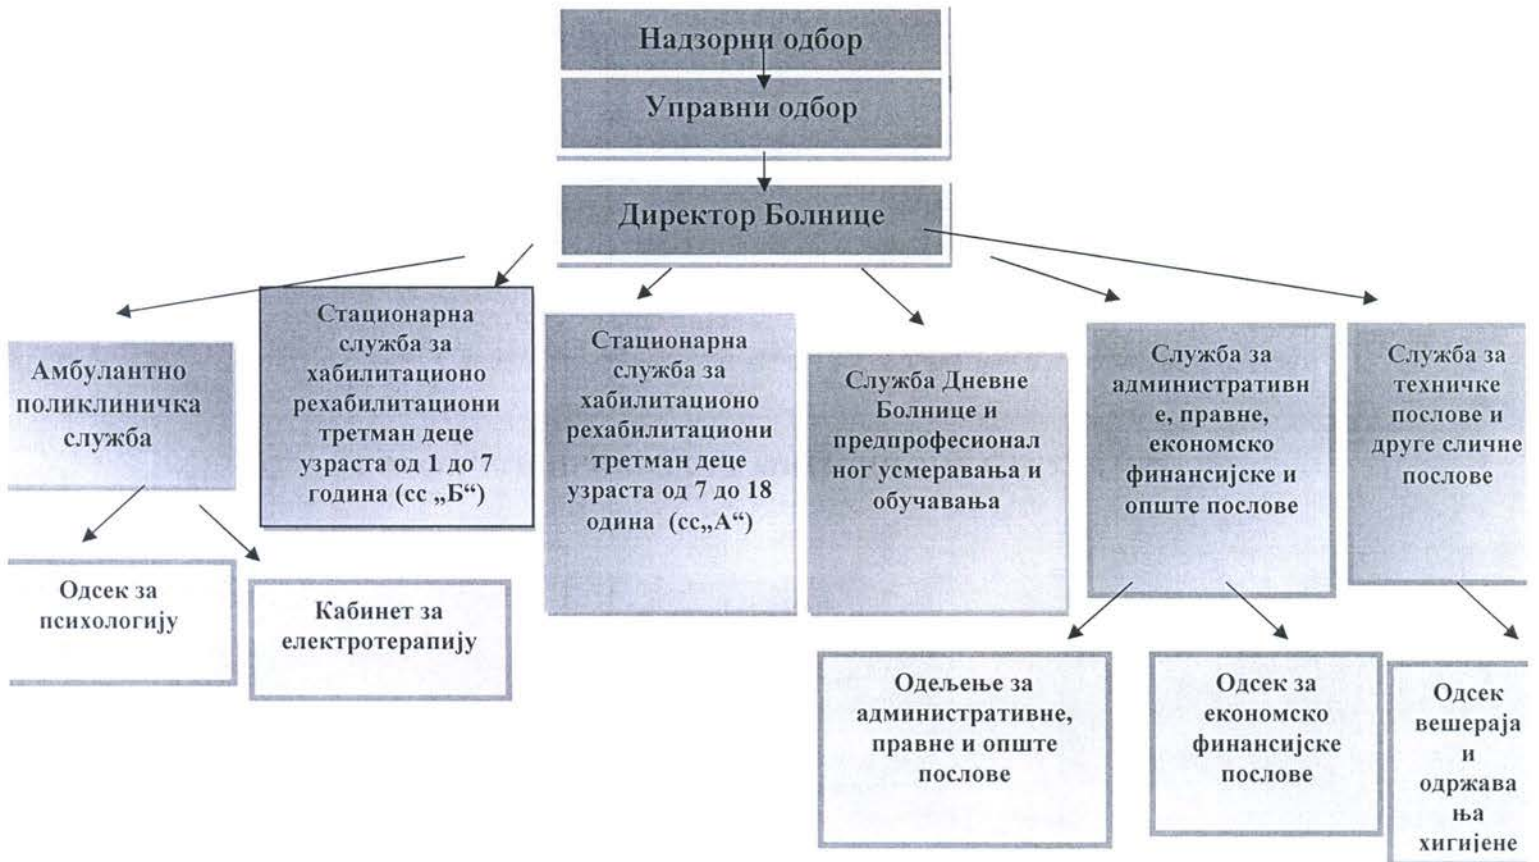 Надзорни одбор
Управни одбор
Директор Болнице
Амбулантно
поликлиничка
служба
Стационарна
служба за
хабилитационо
рехабилитациони
третман деце
узраста од 1 до 7
година (сс „Б“)
Стационарна
служба за
хабилитационо
рехабилитациони
третман деце
узраста од 7 до 18
одина (сс„А“)
Служба Дневне
Болнице и
предпрофесионал
ног усмеравања и
обучавања
Служба за
административн
е, правне,
економско
финансијске и
опште послове
Служба за
техничке
послове и
друге сличне
послове
Одсек за
психологију
Кабинет за
електротерапију
Одељење за
административне,
правне и опште
послове
Одсек за
економско
финансијске
послове
Одсек
вешераја
и
одржава
ња
хигијене